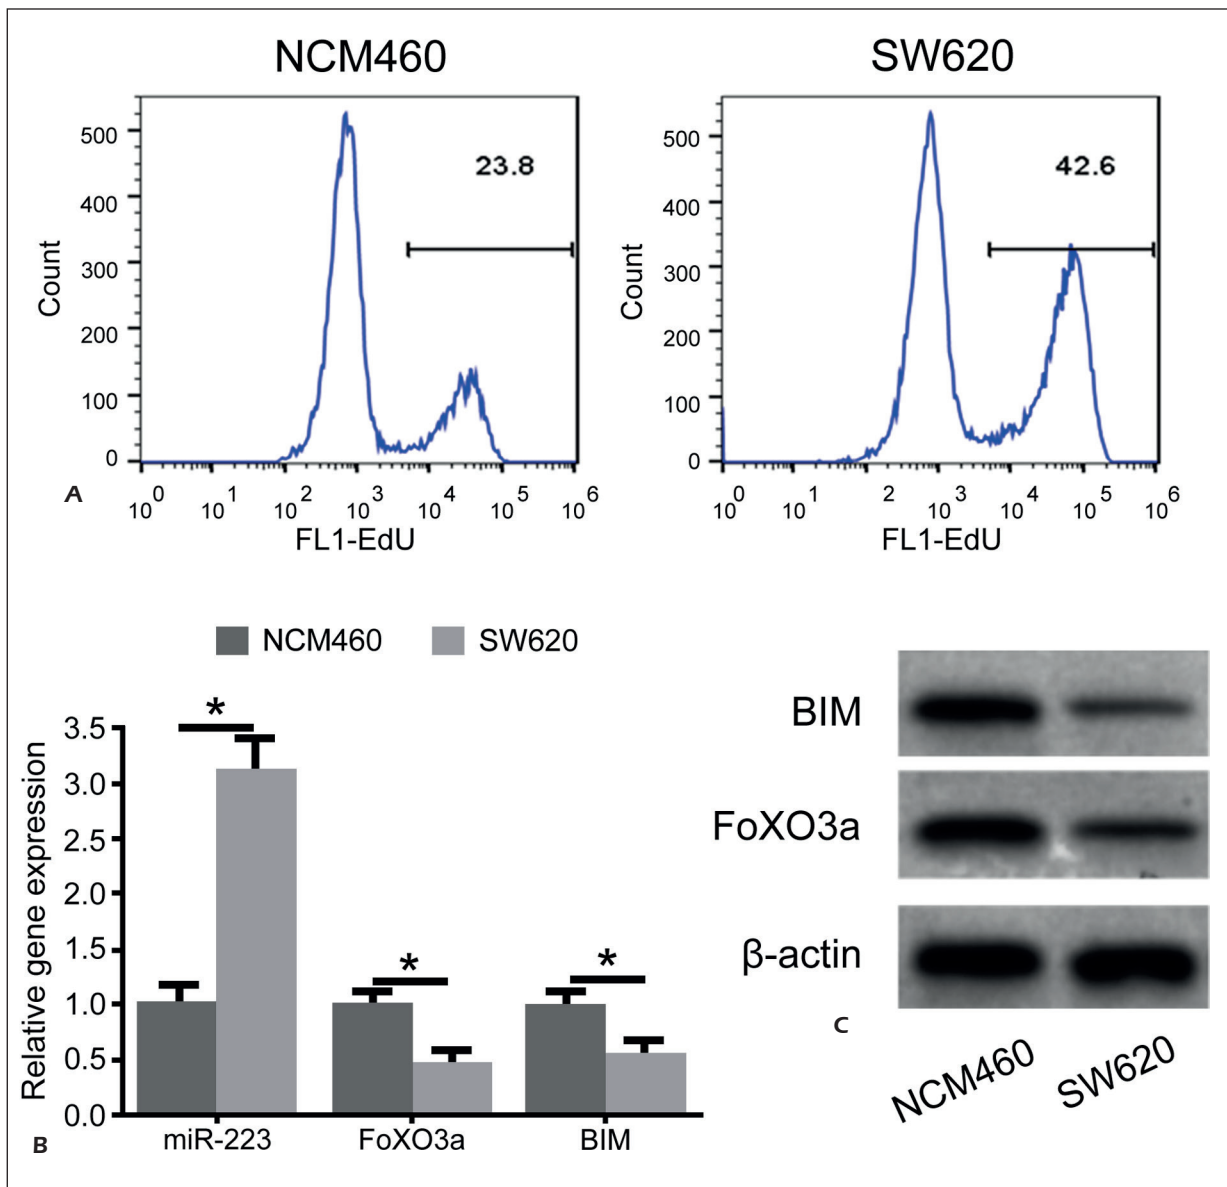 NCM460 SW620
500
400
300
200
100
0
Count
23.8
10^0 10^1 10^2 10^3 10^4 10^5 10^6
FL1-EdU
500
400
300
200
100
0
Count
42.6
10^0 10^1 2 10^3 10^4 10^5 10^6
FL1-EdU
A
NCM460 SW620
3.5
3.0
2.5
2.0
1.5
1.0
0.5
0.0
Relative gene expression
* * *
miR-223 FoXO3a BIM
B
BIM
FoXO3a
β-actin
C
NCM460 SW620